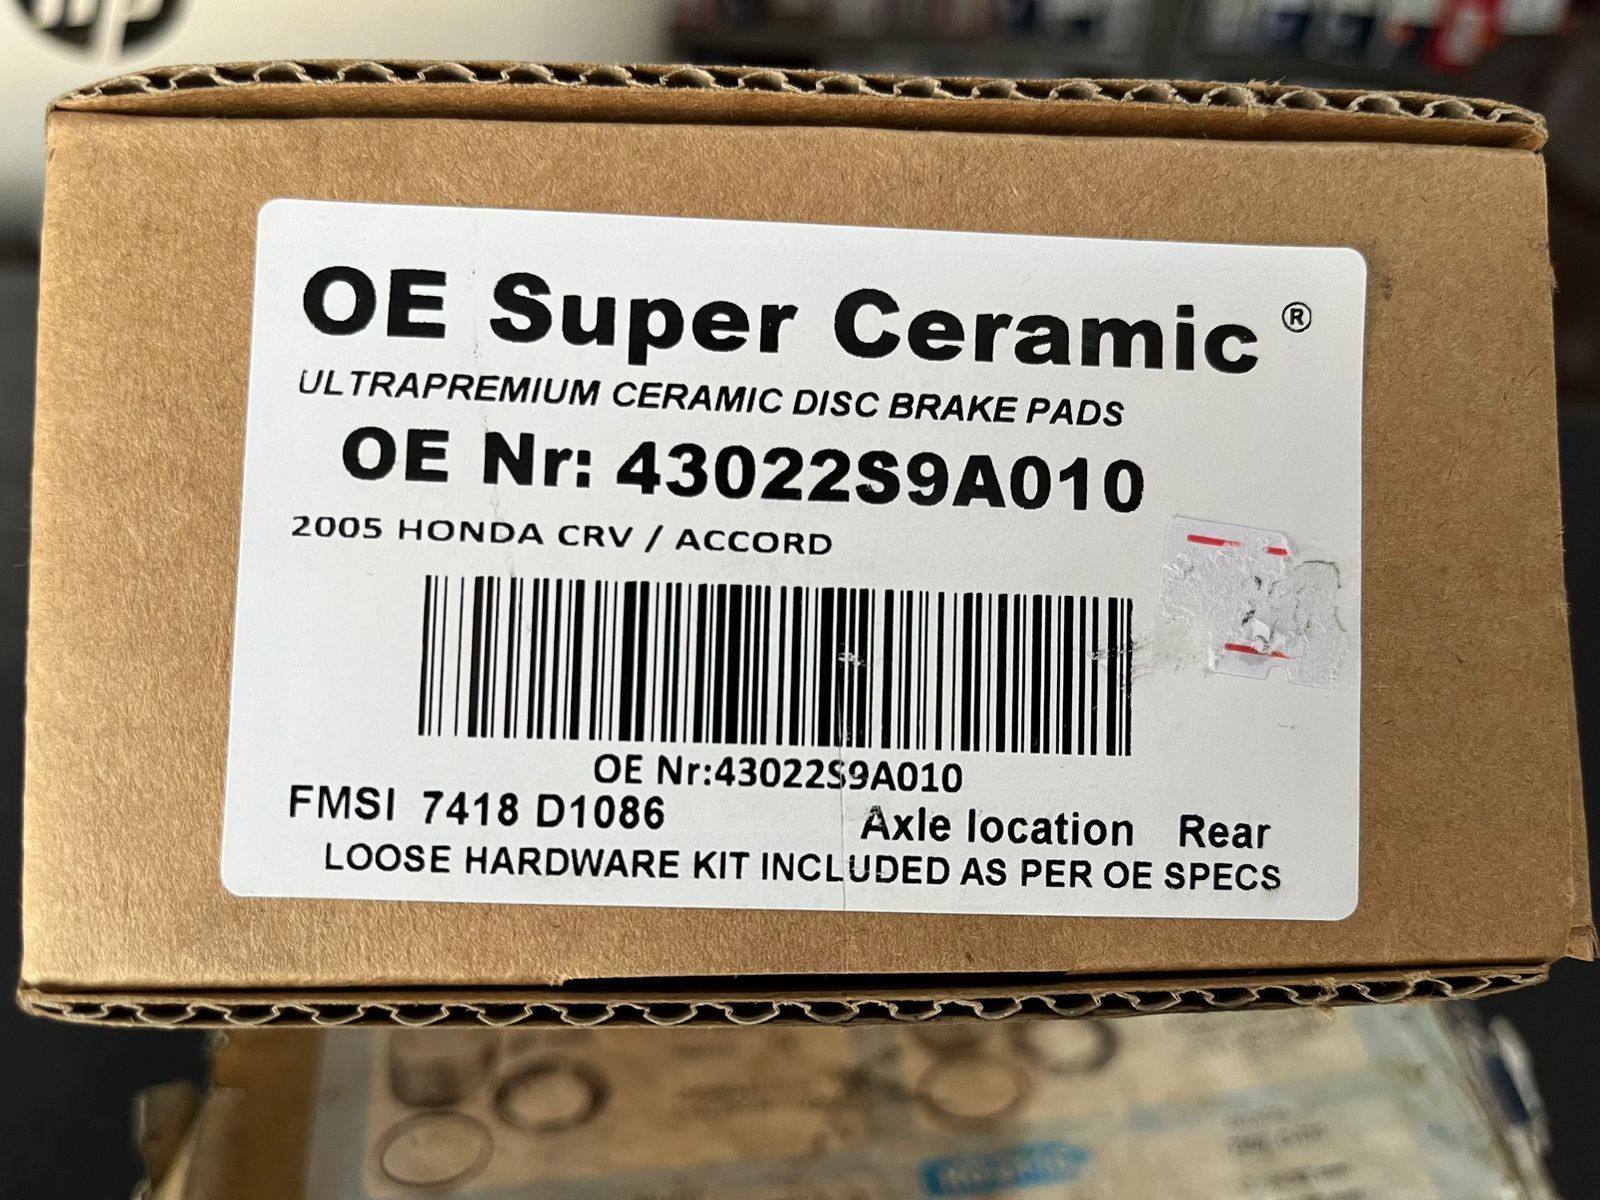 hp
OE Super Ceramic ®
ULTRAPREMIUM CERAMIC DISC BRAKE PADS
OE Nr: 43022S9A010
2005 HONDA CRV / ACCORD
OE Nr:43022S9A010
FMSI 7418 D1086 Axle location Rear
LOOSE HARDWARE KIT INCLUDED AS PER OE SPECS